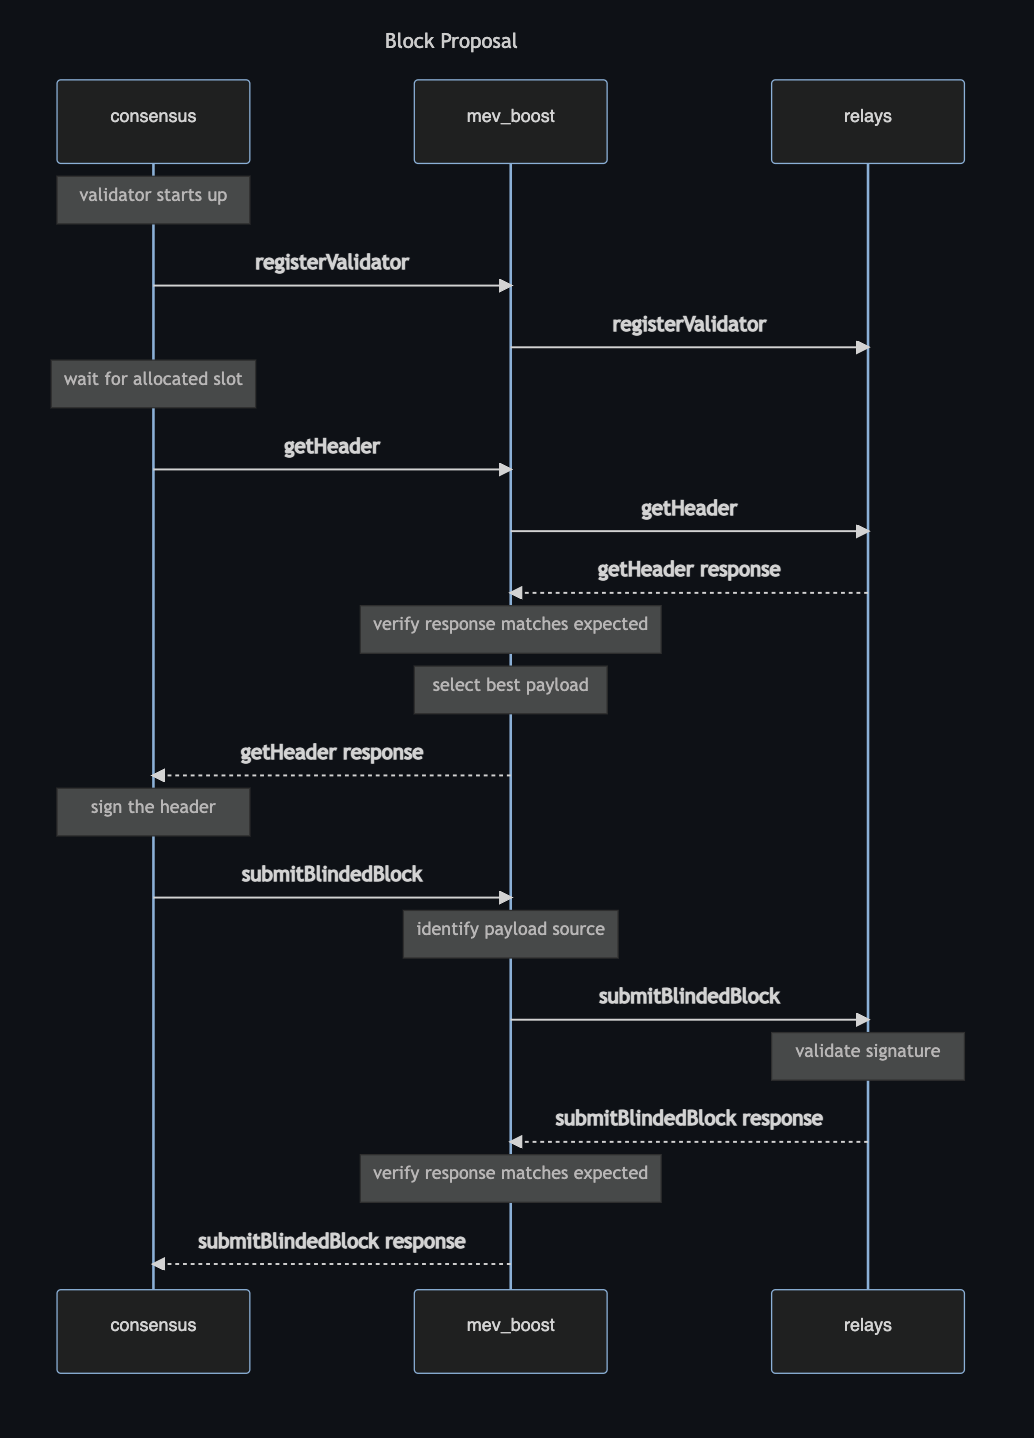 Block Proposal
consensus
mev_boost
relays
validator starts up
registerValidator
registerValidator
wait for allocated slot
getHeader
getHeader
getHeader response
verify response matches expected
select best payload
getHeader response
sign the header
submitBlindedBlock
identify payload source
submitBlindedBlock
validate signature
submitBlindedBlock response
verify response matches expected
submitBlindedBlock response
consensus
mev_boost
relays